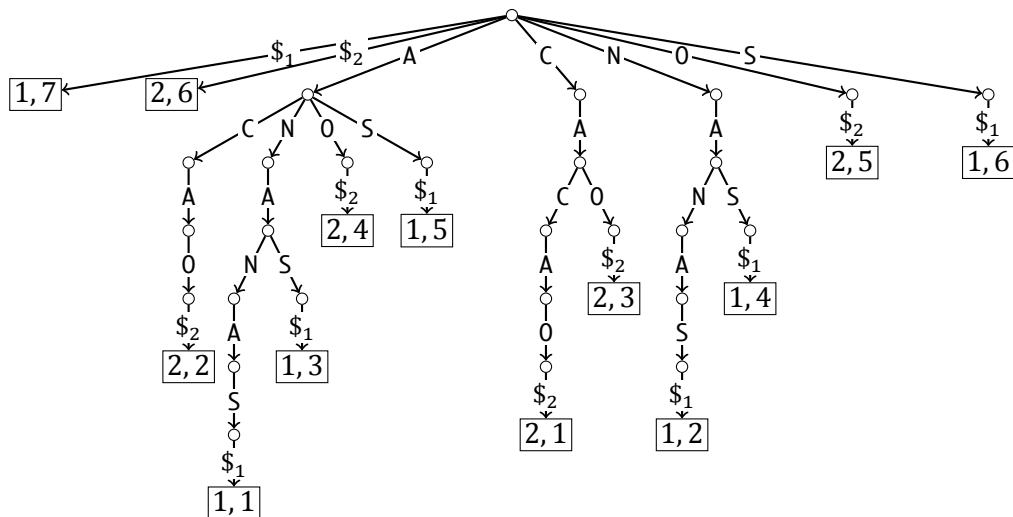 $₁ $₂ A C N O S
1, 7 2, 6
C N O S A A $₂ $₁
2, 5 1, 6
A A $₂ $₁ C O N S
2, 4 1, 5
O N S A $₂ A $₁
2, 3 1, 4
$₂ A $₁ O S
2, 2 1, 3
S $₂ $₁
2, 1 1, 2
$₁
1, 1